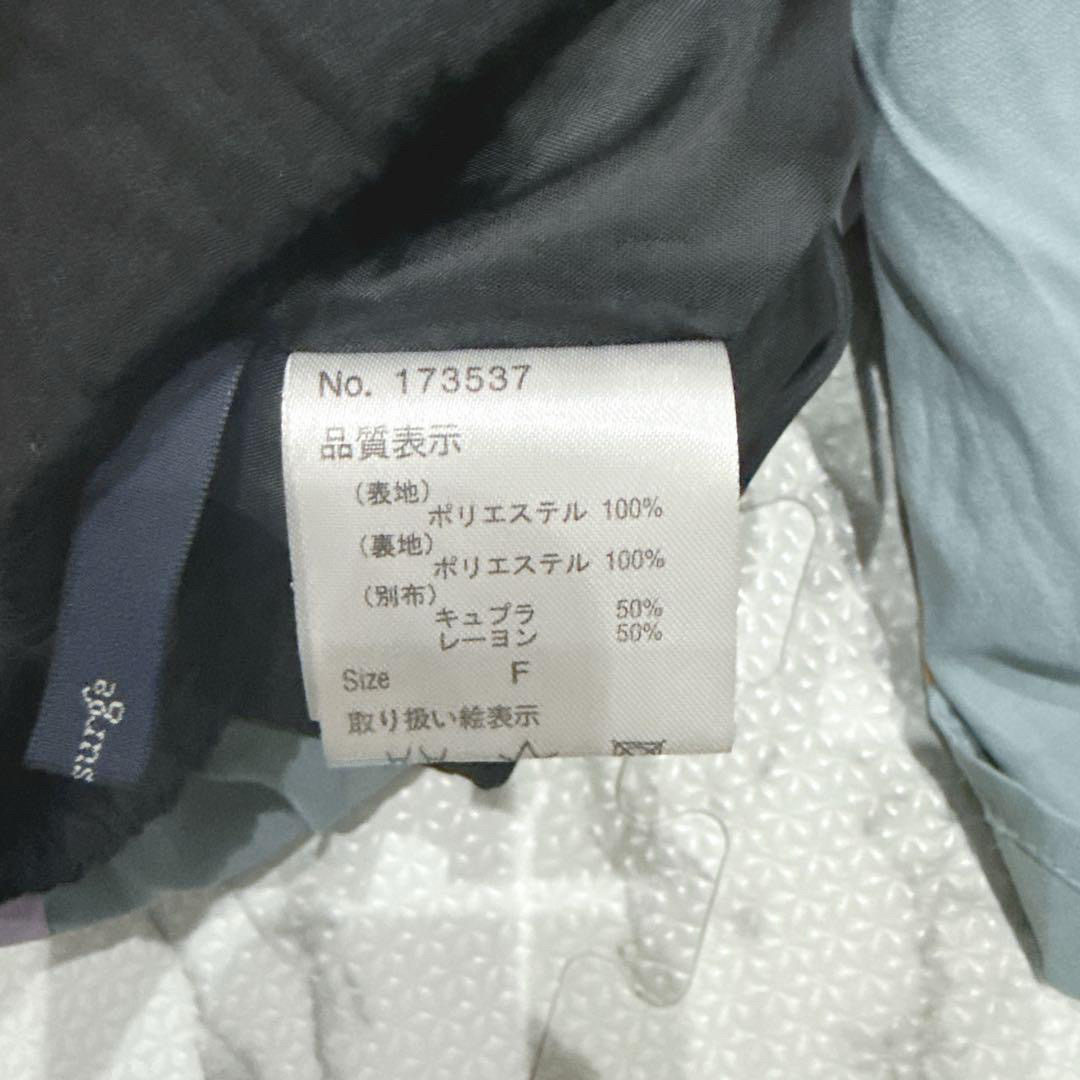 No. 173537
品質表示
(表地)
ポリエステル 100%
(裏地)
ポリエステル 100%
(別布)
キュプラ 50%
レーヨン 50%
Size F
取り扱い絵表示